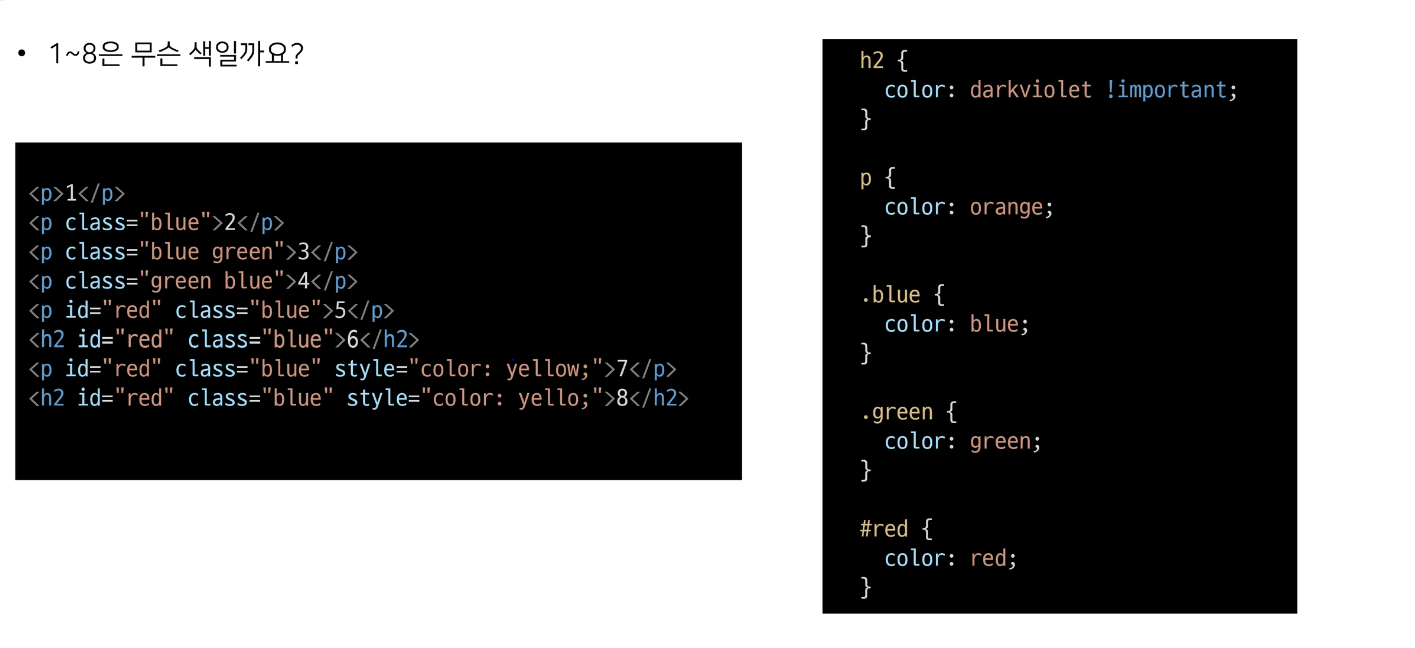 • 1~8은 무슨 색일까요?
<p>1</p>
<p class="blue">2</p>
<p class="blue green">3</p>
<p class="green blue">4</p>
<p id="red" class="blue">5</p>
<h2 id="red" class="blue">6</h2>
<p id="red" class="blue" style="color: yellow;">7</p>
<h2 id="red" class="blue" style="color: yello;">8</h2>
h2 {
  color: darkviolet !important;
}
p {
  color: orange;
}
.blue {
  color: blue;
}
.green {
  color: green;
}
#red {
  color: red;
}